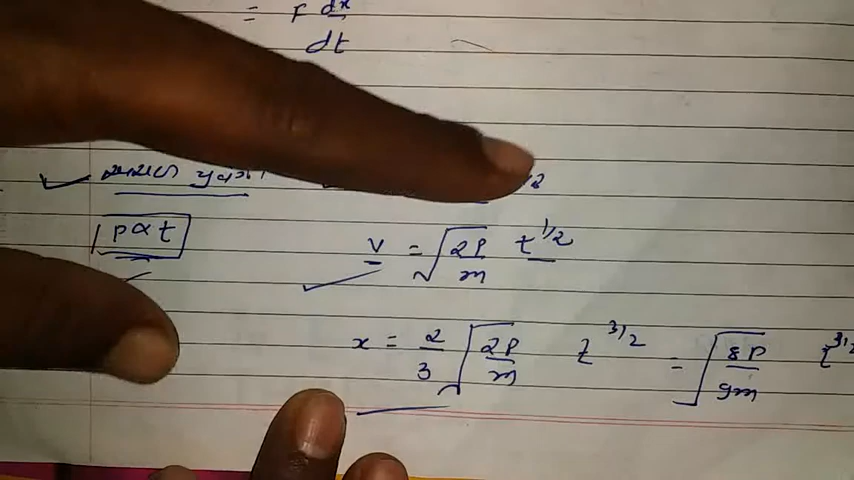 = F dx/dt
p ∝ t
v = √(2P/m) t^1/2
x = 2/3 √(2P/m) t^3/2 = √(8P/9m) t^3/2